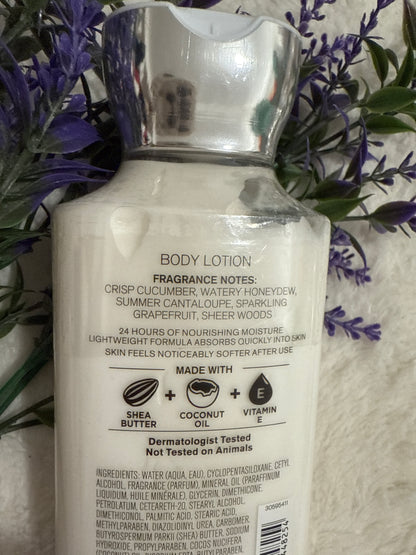 BODY LOTION
FRAGRANCE NOTES:
CRISP CUCUMBER, WATERY HONEYDEW,
SUMMER CANTALOUPE, SPARKLING
GRAPEFRUIT, SHEER WOODS
24 HOURS OF NOURISHING MOISTURE
LIGHTWEIGHT FORMULA ABSORBS QUICKLY INTO SKIN
SKIN FEELS NOTICEABLY SOFTER AFTER USE
MADE WITH
+ +
E
SHEA BUTTER
COCONUT OIL
VITAMIN E
Dermatologist Tested
Not Tested on Animals
INGREDIENTS: WATER (AQUA, EAU), CYCLOPENTASILOXANE, CETYL
ALCOHOL, FRAGRANCE (PARFUM), MINERAL OIL (PARAFFINUM
LIQUIDUM, HUILE MINERALE), GLYCERIN, DIMETHICONE,
PETROLATUM, CETEARETH-20, STEARYL ALCOHOL,
DIMETHICONOL, PALMITIC ACID, STEARIC ACID,
METHYLPARABEN, DIAZOLIDINYL UREA, CARBOMER,
BUTYROSPERMUM PARKII (SHEA) BUTTER, SODIUM
HYDROXIDE, PROPYLPARABEN, COCOS NUCIFERA